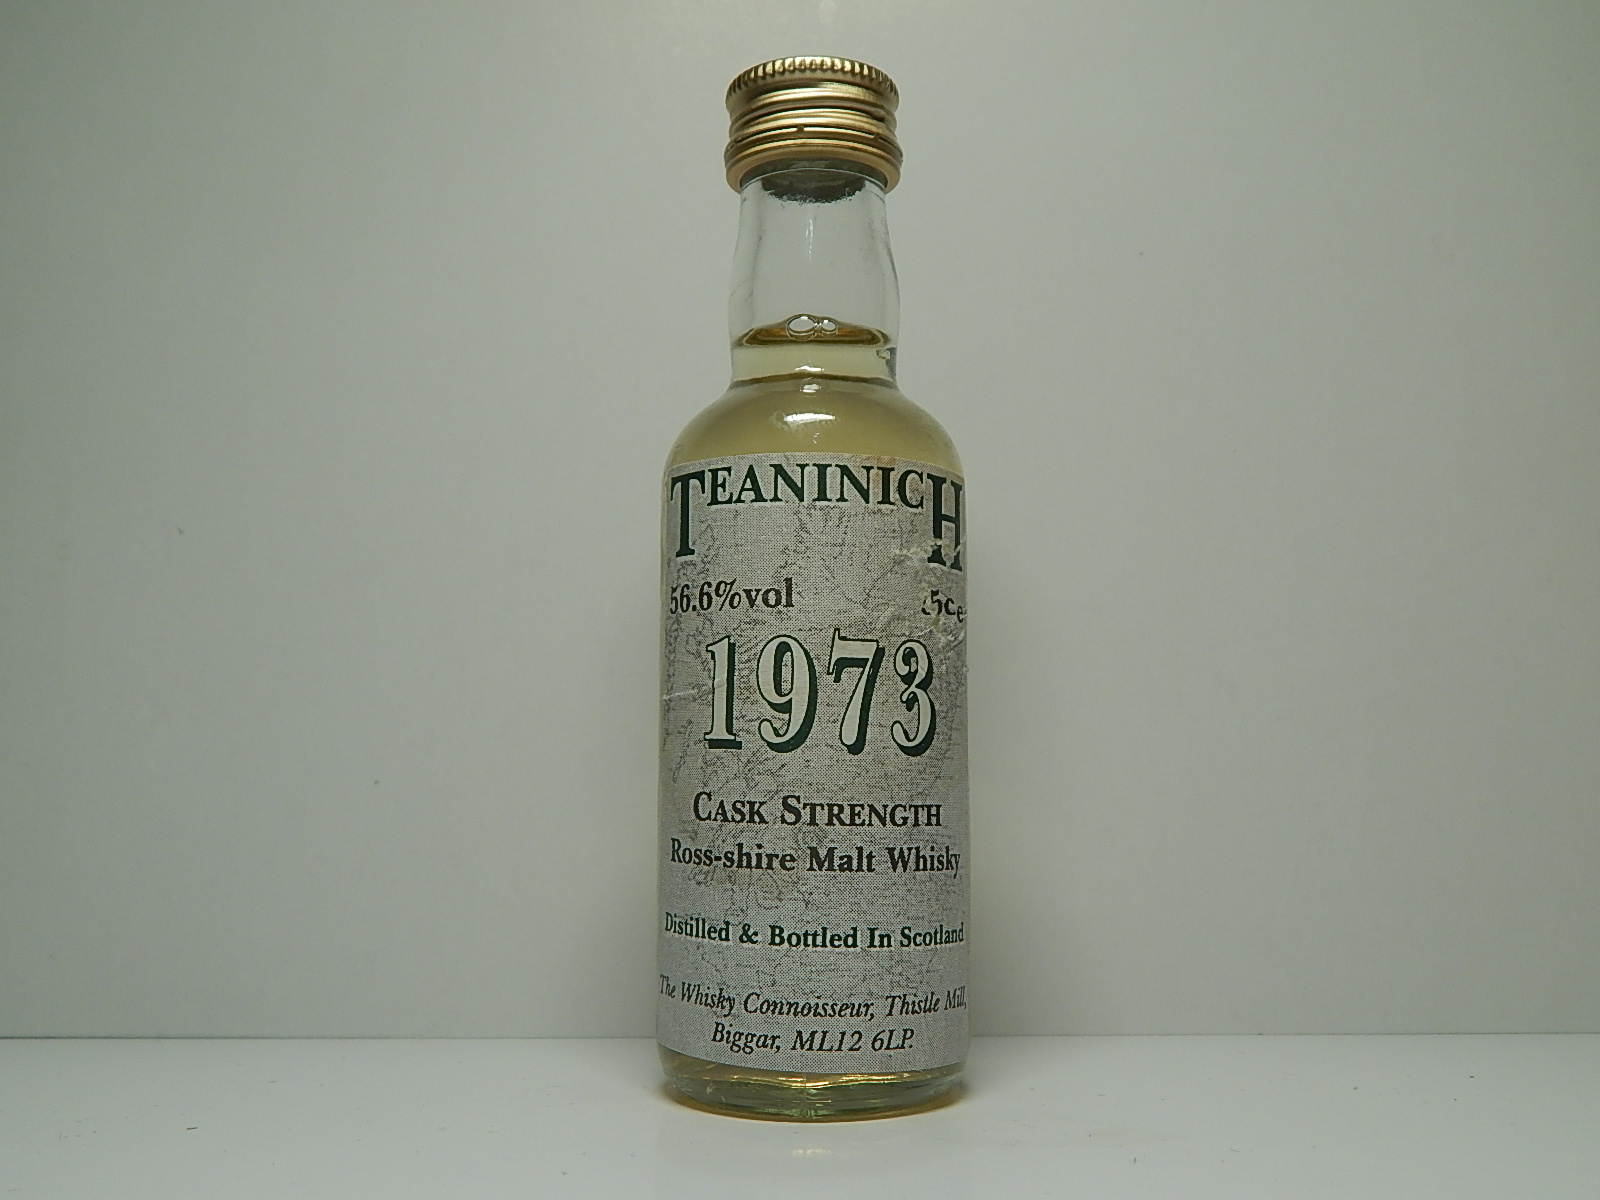 TEANINICH
56.6%vol 5cle
1973
CASK STRENGTH
Ross-shire Malt Whisky
Distilled & Bottled In Scotland
The Whisky Connoisseur, Thistle Mill,
Biggar, ML12 6LP.